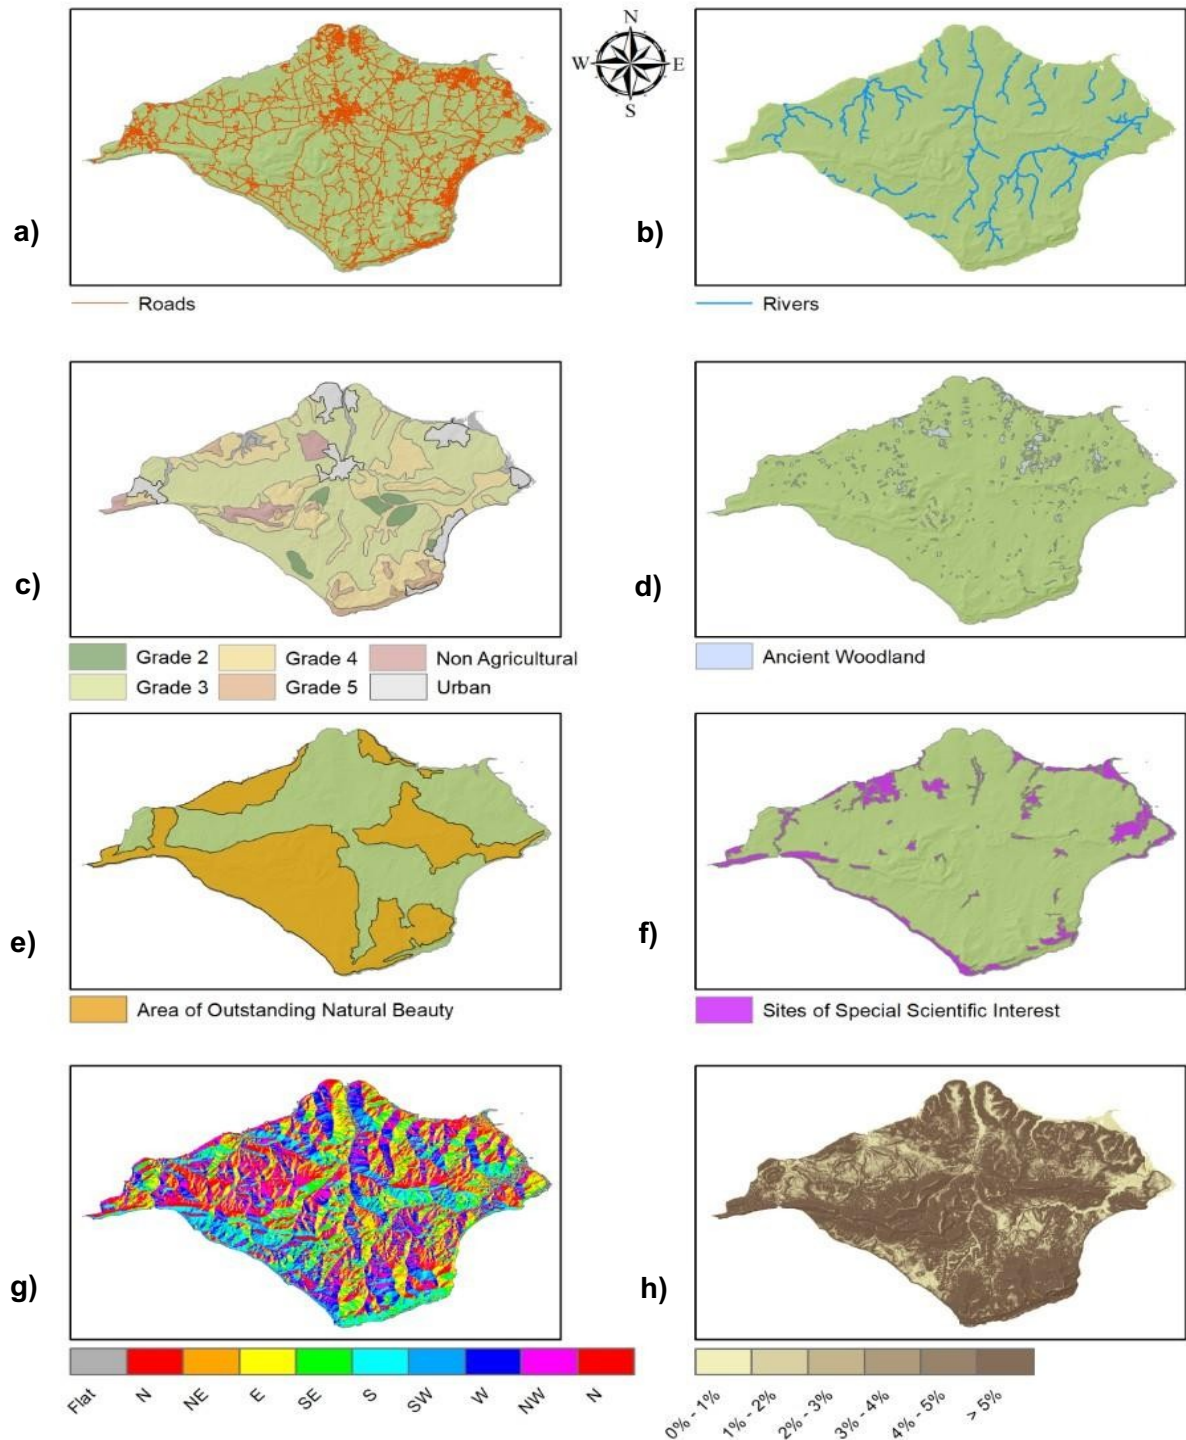 N
W E
S
a)
Roads
b)
Rivers
c)
Grade 2 Grade 4 Non Agricultural
Grade 3 Grade 5 Urban
d)
Ancient Woodland
e)
Area of Outstanding Natural Beauty
f)
Sites of Special Scientific Interest
g)
Flat N NE E SE S SW W NW N
h)
0% - 1% 1% - 2% 2% - 3% 3% - 4% 4% - 5% > 5%